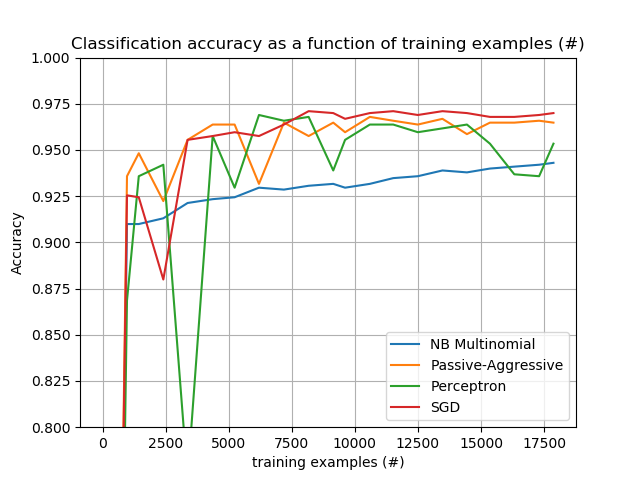 Classification accuracy as a function of training examples (#)
1.000
0.975
0.950
0.925
0.900
0.875
0.850
0.825
0.800
Accuracy
NB Multinomial
Passive-Aggressive
Perceptron
SGD
0 2500 5000 7500 10000 12500 15000 17500
training examples (#)